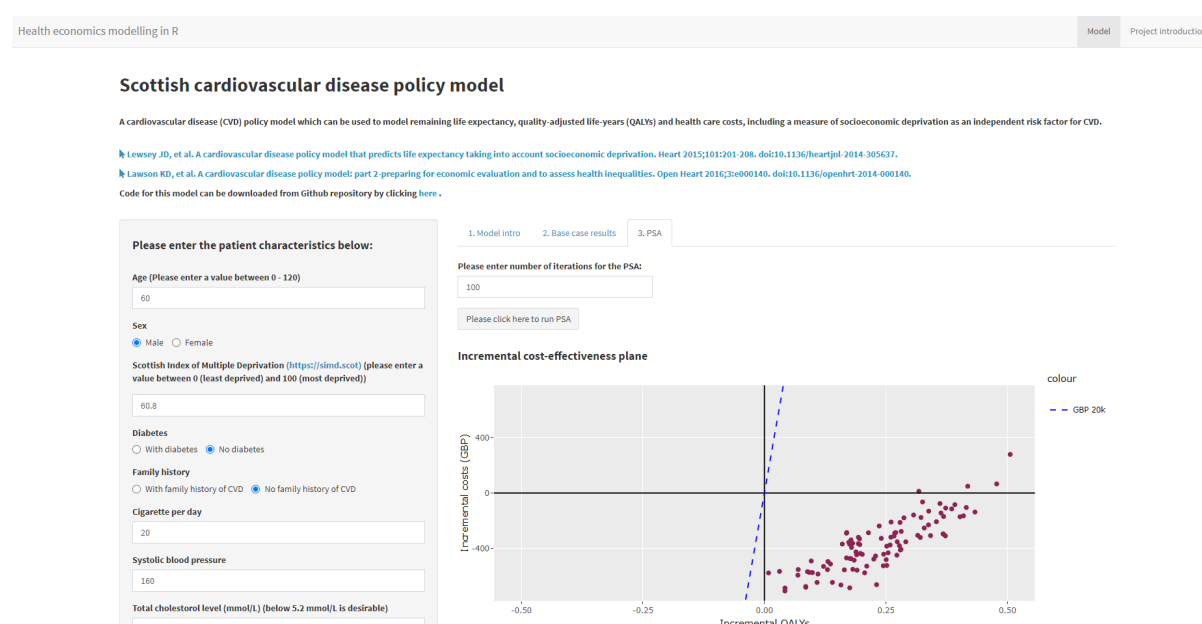 Health economics modelling in R
Model
Project introductio
Scottish cardiovascular disease policy model
A cardiovascular disease (CVD) policy model which can be used to model remaining life expectancy, quality-adjusted life-years (QALYs) and health care costs, including a measure of socioeconomic deprivation as an independent risk factor for CVD.
Lewsey JD, et al. A cardiovascular disease policy model that predicts life expectancy taking into account socioeconomic deprivation. Heart 2015;101:201-208. doi:10.1136/heartjnl-2014-305637.
Lawson KD, et al. A cardiovascular disease policy model: part 2-preparing for economic evaluation and to assess health inequalities. Open Heart 2016;3:e000140. doi:10.1136/openhrt-2014-000140.
Code for this model can be downloaded from Github repository by clicking here .
Please enter the patient characteristics below:
Age (Please enter a value between 0 - 120)
60
Sex
Male
Female
Scottish Index of Multiple Deprivation (https://simd.scot) (please enter a
value between 0 (least deprived) and 100 (most deprived))
60.8
Diabetes
With diabetes
No diabetes
Family history
With family history of CVD
No family history of CVD
Cigarette per day
20
Systolic blood pressure
160
Total cholestorol level (mmol/L) (below 5.2 mmol/L is desirable)
1. Model intro
2. Base case results
3. PSA
Please enter number of iterations for the PSA:
100
Please click here to run PSA
Incremental cost-effectiveness plane
colour
GBP 20k
Incremental costs (GBP)
400
0
−400
-0.50
-0.25
0.00
0.25
0.50
Incremental QALYs